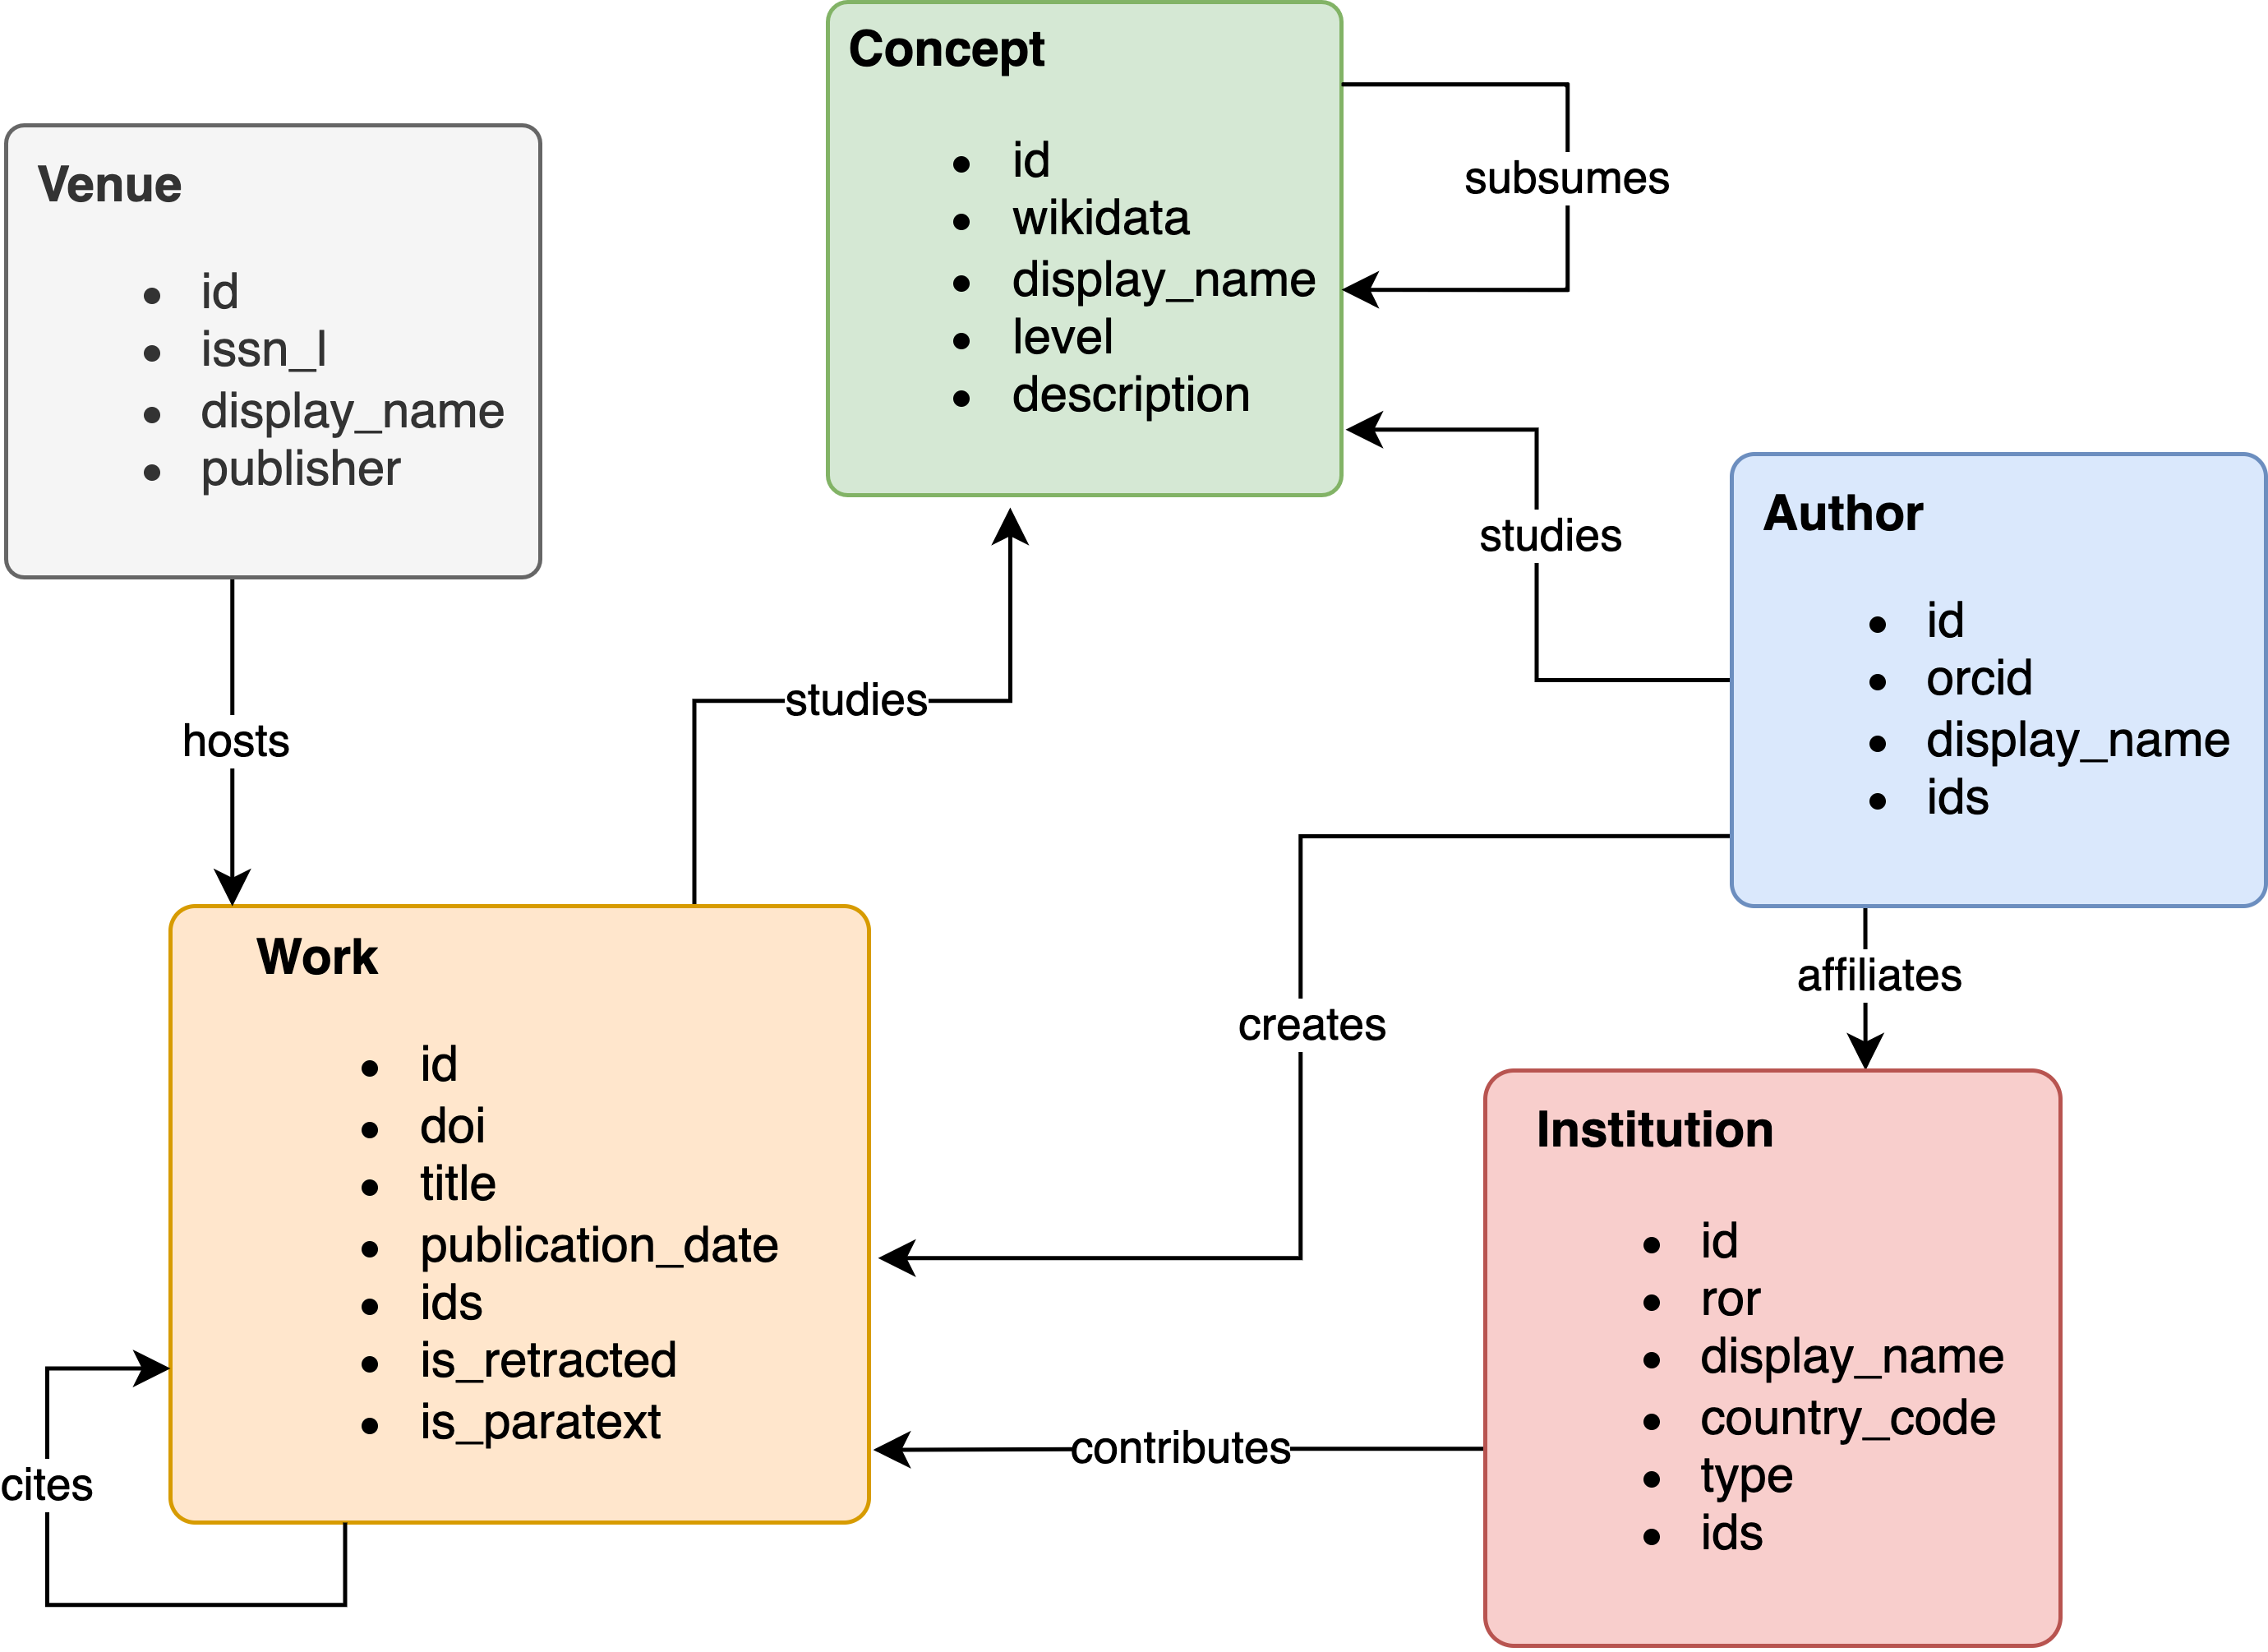 Concept
id
wikidata
display_name
level
description
subsumes
Venue
id
issn_l
display_name
publisher
hosts
studies
studies
Author
id
orcid
display_name
ids
creates
affiliates
Work
id
doi
title
publication_date
ids
is_retracted
is_paratext
cites
contributes
Institution
id
ror
display_name
country_code
type
ids